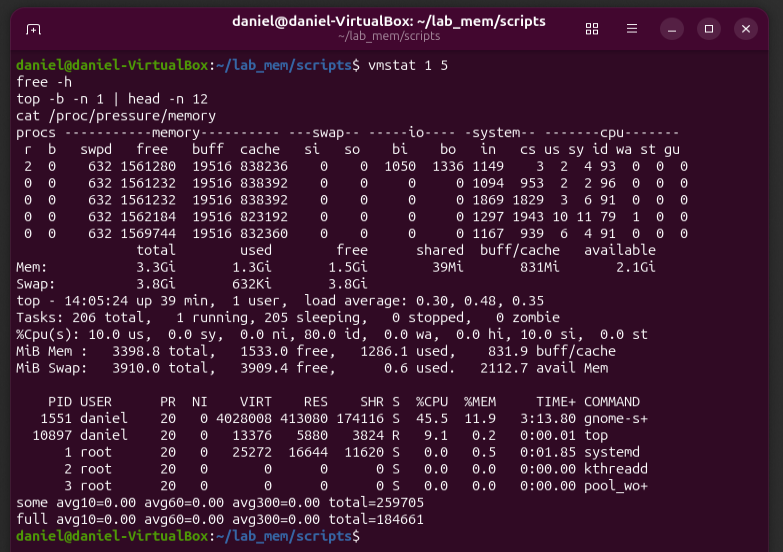 daniel@daniel-VirtualBox: ~/lab_mem/scripts
~/lab_mem/scripts
daniel@daniel-VirtualBox:~/lab_mem/scripts$ vmstat 1 5
free -h
top -b -n 1 | head -n 12
cat /proc/pressure/memory
procs -----------memory---------- ---swap-- -----io---- -system-- -------cpu-------
 r  b   swpd   free   buff  cache   si   so    bi    bo   in   cs us sy id wa st gu
 2  0    632 1561280  19516 838236    0    0  1050  1336 1149    3  2  4 93  0  0  0
 0  0    632 1561232  19516 838392    0    0     0     0 1094  953  2  2 96  0  0  0
 0  0    632 1561232  19516 838392    0    0     0     0 1869 1829  3  6 91  0  0  0
 0  0    632 1562184  19516 823192    0    0     0     0 1297 1943 10 11 79  1  0  0
 0  0    632 1569744  19516 832360    0    0     0     0 1167  939  6  4 91  0  0  0
               total        used        free      shared  buff/cache   available
Mem:           3.3Gi       1.3Gi       1.5Gi        39Mi       831Mi       2.1Gi
Swap:          3.8Gi       632Ki       3.8Gi
top - 14:05:24 up 39 min,  1 user,  load average: 0.30, 0.48, 0.35
Tasks: 206 total,   1 running, 205 sleeping,   0 stopped,   0 zombie
%Cpu(s): 10.0 us,  0.0 sy,  0.0 ni, 80.0 id,  0.0 wa,  0.0 hi, 10.0 si,  0.0 st
MiB Mem :   3398.8 total,   1533.0 free,   1286.1 used,    831.9 buff/cache
MiB Swap:   3910.0 total,   3909.4 free,      0.6 used.   2112.7 avail Mem

    PID USER      PR  NI    VIRT    RES    SHR S  %CPU  %MEM     TIME+ COMMAND
   1551 daniel    20   0 4028008 413080 174116 S  45.5  11.9   3:13.80 gnome-s+
  10897 daniel    20   0   13376   5880   3824 R   9.1   0.2   0:00.01 top
      1 root      20   0   25272  16644  11620 S   0.0   0.5   0:01.85 systemd
      2 root      20   0       0      0      0 S   0.0   0.0   0:00.00 kthreadd
      3 root      20   0       0      0      0 S   0.0   0.0   0:00.00 pool_wo+
some avg10=0.00 avg60=0.00 avg300=0.00 total=259705
full avg10=0.00 avg60=0.00 avg300=0.00 total=184661
daniel@daniel-VirtualBox:~/lab_mem/scripts$